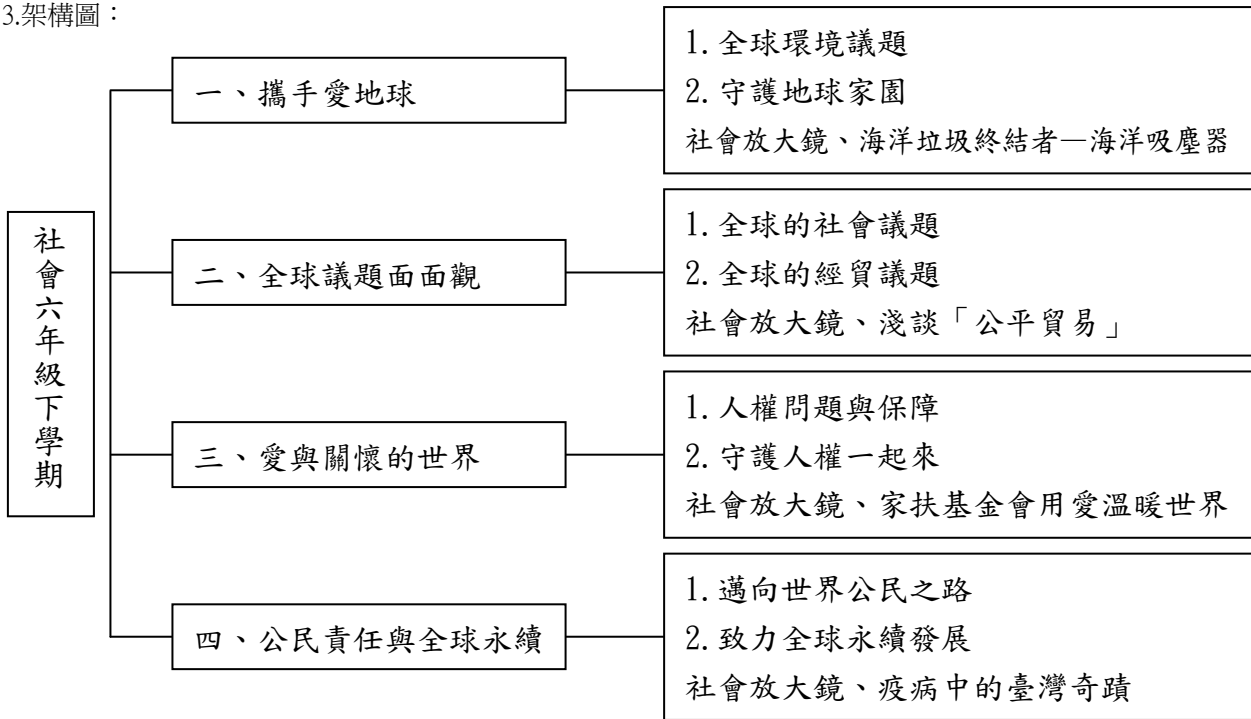 3.架構圖：
社會六年級下學期
一、攜手愛地球
1.全球環境議題
2.守護地球家園
社會放大鏡、海洋垃圾終結者—海洋吸塵器
二、全球議題面面觀
1.全球的社會議題
2.全球的經貿議題
社會放大鏡、淺談「公平貿易」
三、愛與關懷的世界
1.人權問題與保障
2.守護人權一起來
社會放大鏡、家扶基金會用愛溫暖世界
四、公民責任與全球永續
1.邁向世界公民之路
2.致力全球永續發展
社會放大鏡、疫病中的臺灣奇蹟